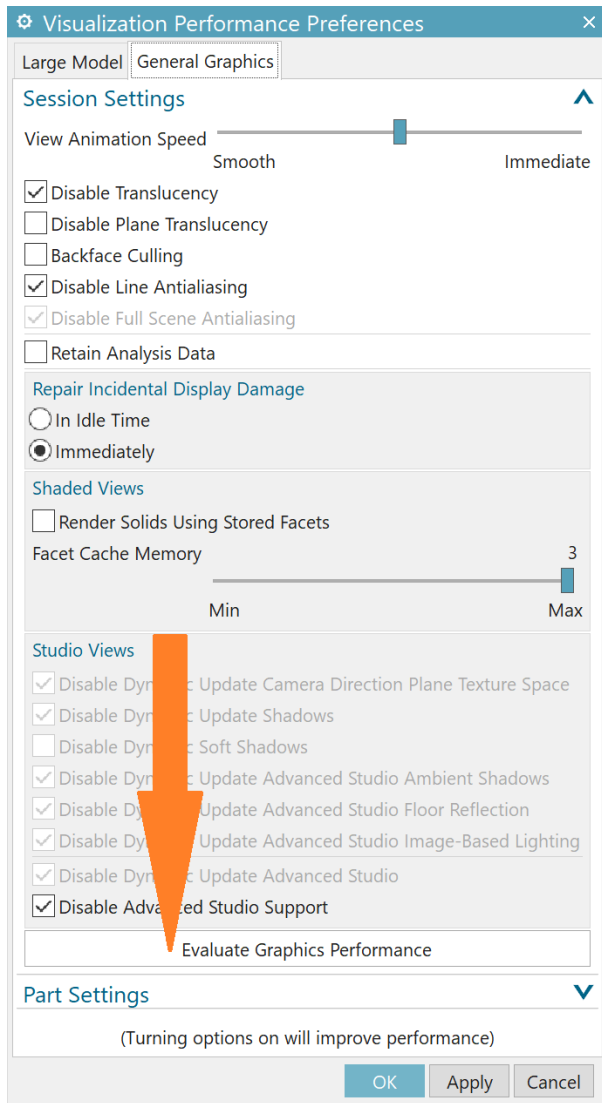 Visualization Performance Preferences
Large Model General Graphics
Session Settings
View Animation Speed
Smooth Immediate
Disable Translucency
Disable Plane Translucency
Backface Culling
Disable Line Antialiasing
Disable Full Scene Antialiasing
Retain Analysis Data
Repair Incidental Display Damage
In Idle Time
Immediately
Shaded Views
Render Solids Using Stored Facets
Facet Cache Memory 3
Min Max
Studio Views
Disable Update Camera Direction Plane Texture Space
Disable Update Shadows
Disable Soft Shadows
Disable Update Advanced Studio Ambient Shadows
Disable Update Advanced Studio Floor Reflection
Disable Update Advanced Studio Image-Based Lighting
Disable Update Advanced Studio
Disable Advanced Studio Support
Evaluate Graphics Performance
Part Settings
(Turning options on will improve performance)
OK Apply Cancel